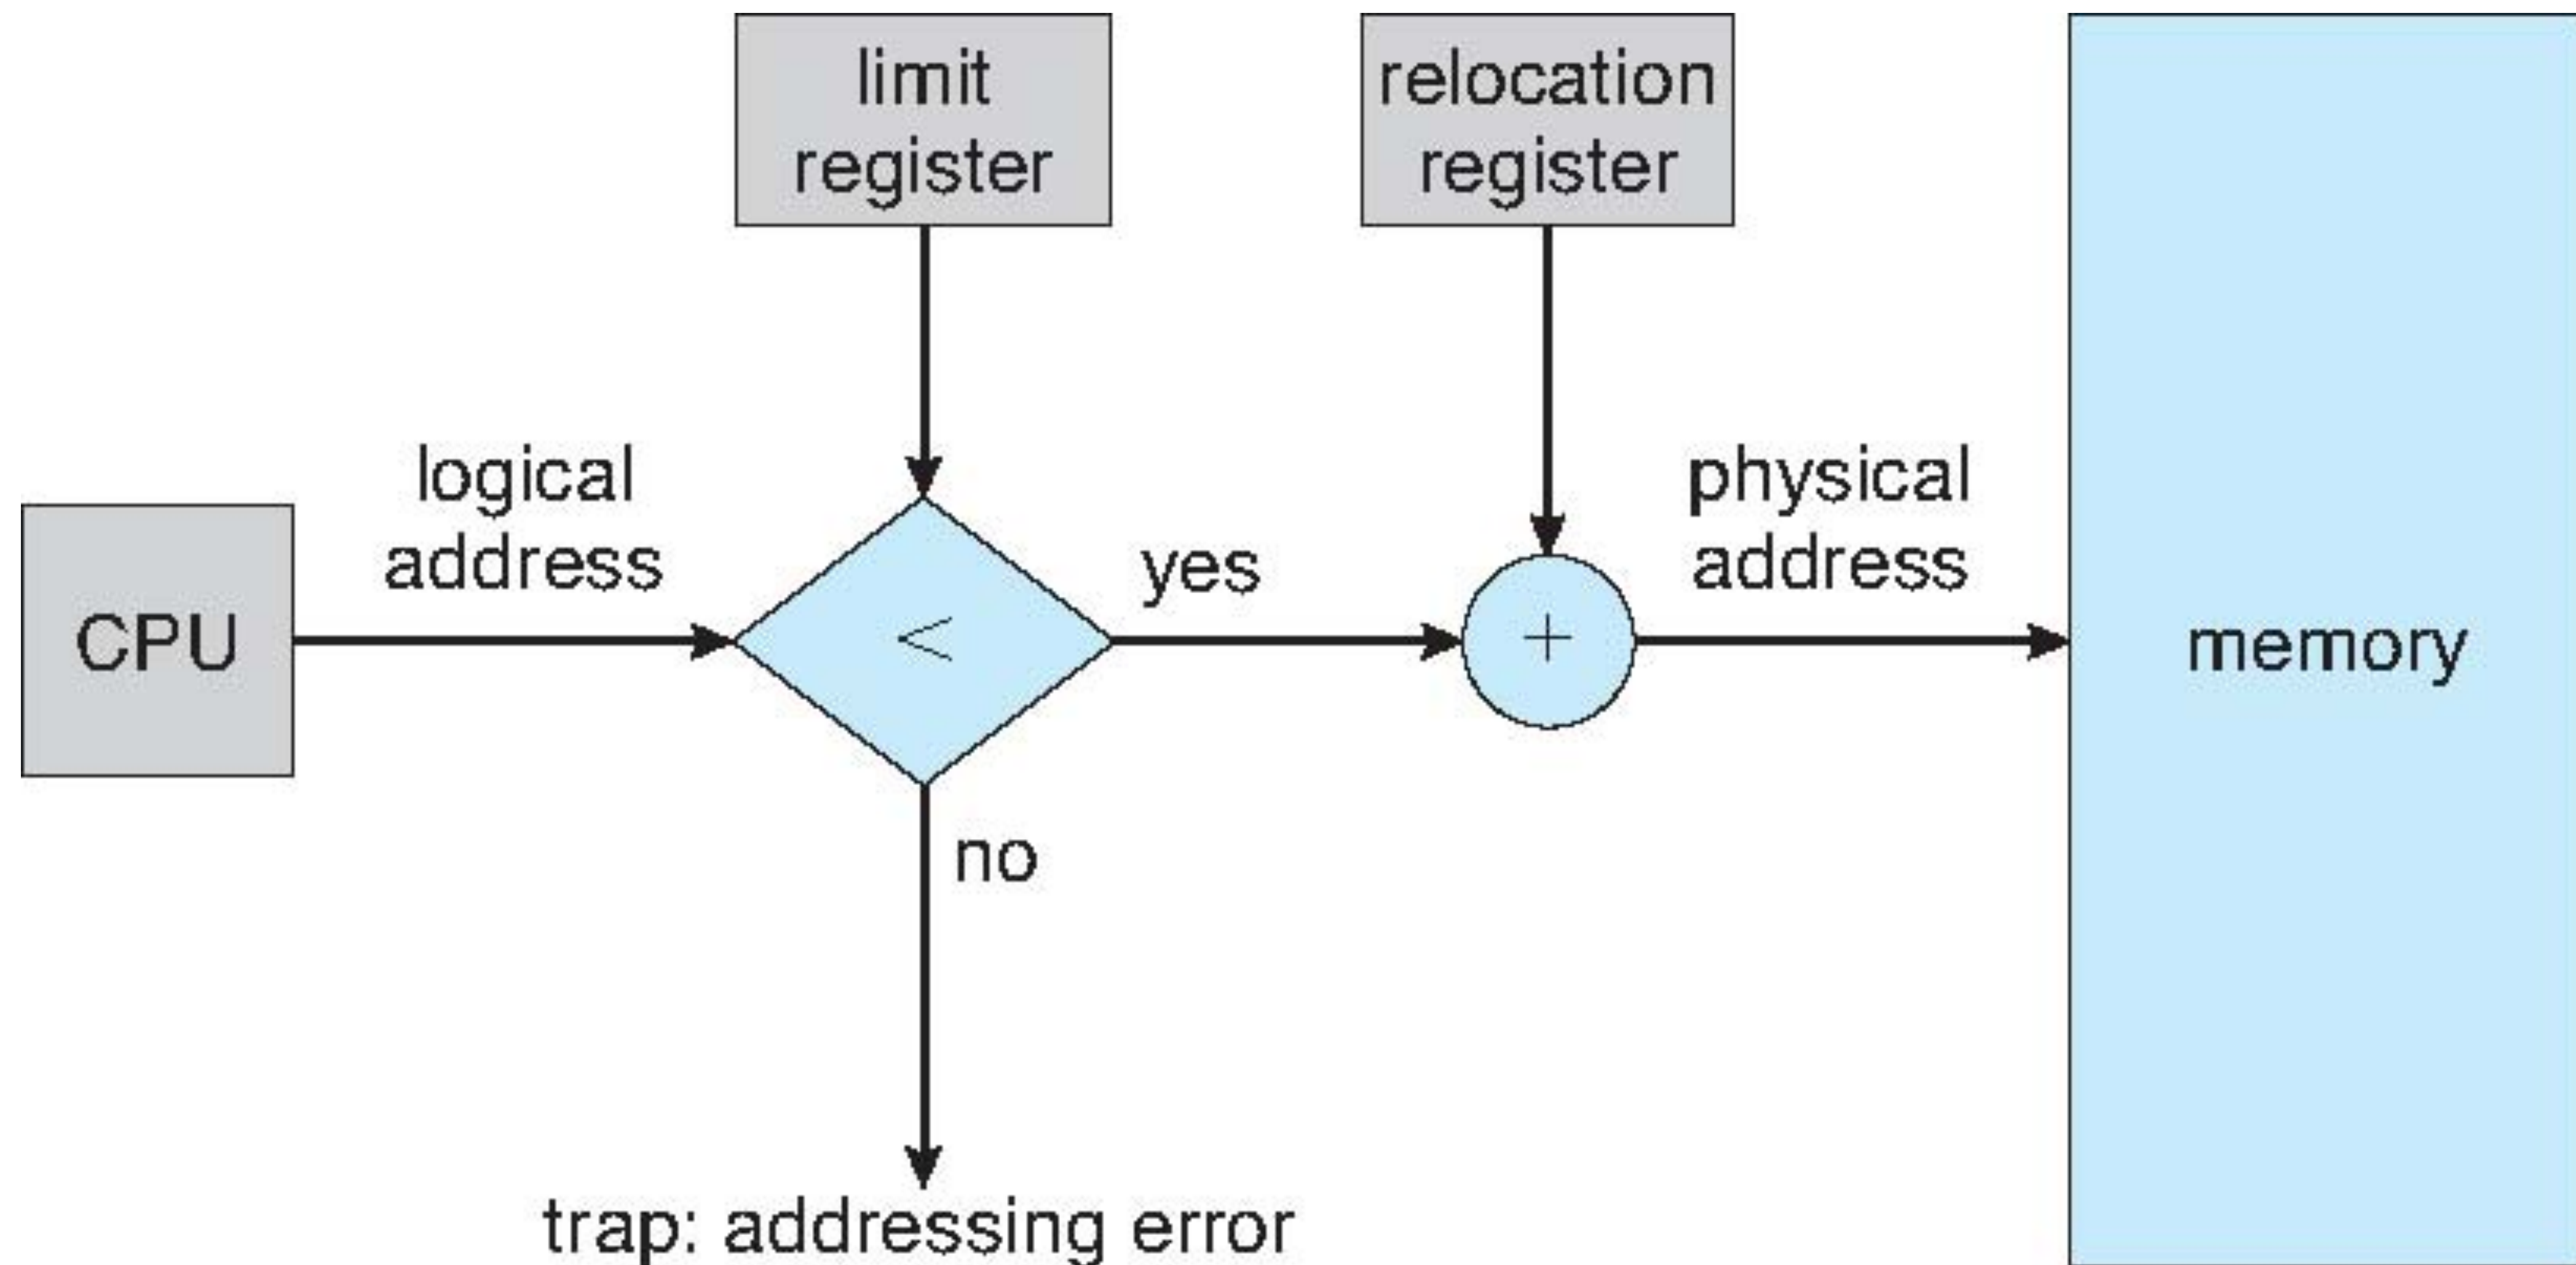 limit
register
relocation
register
logical
address
physical
address
CPU
<
yes
+
memory
no
trap: addressing error